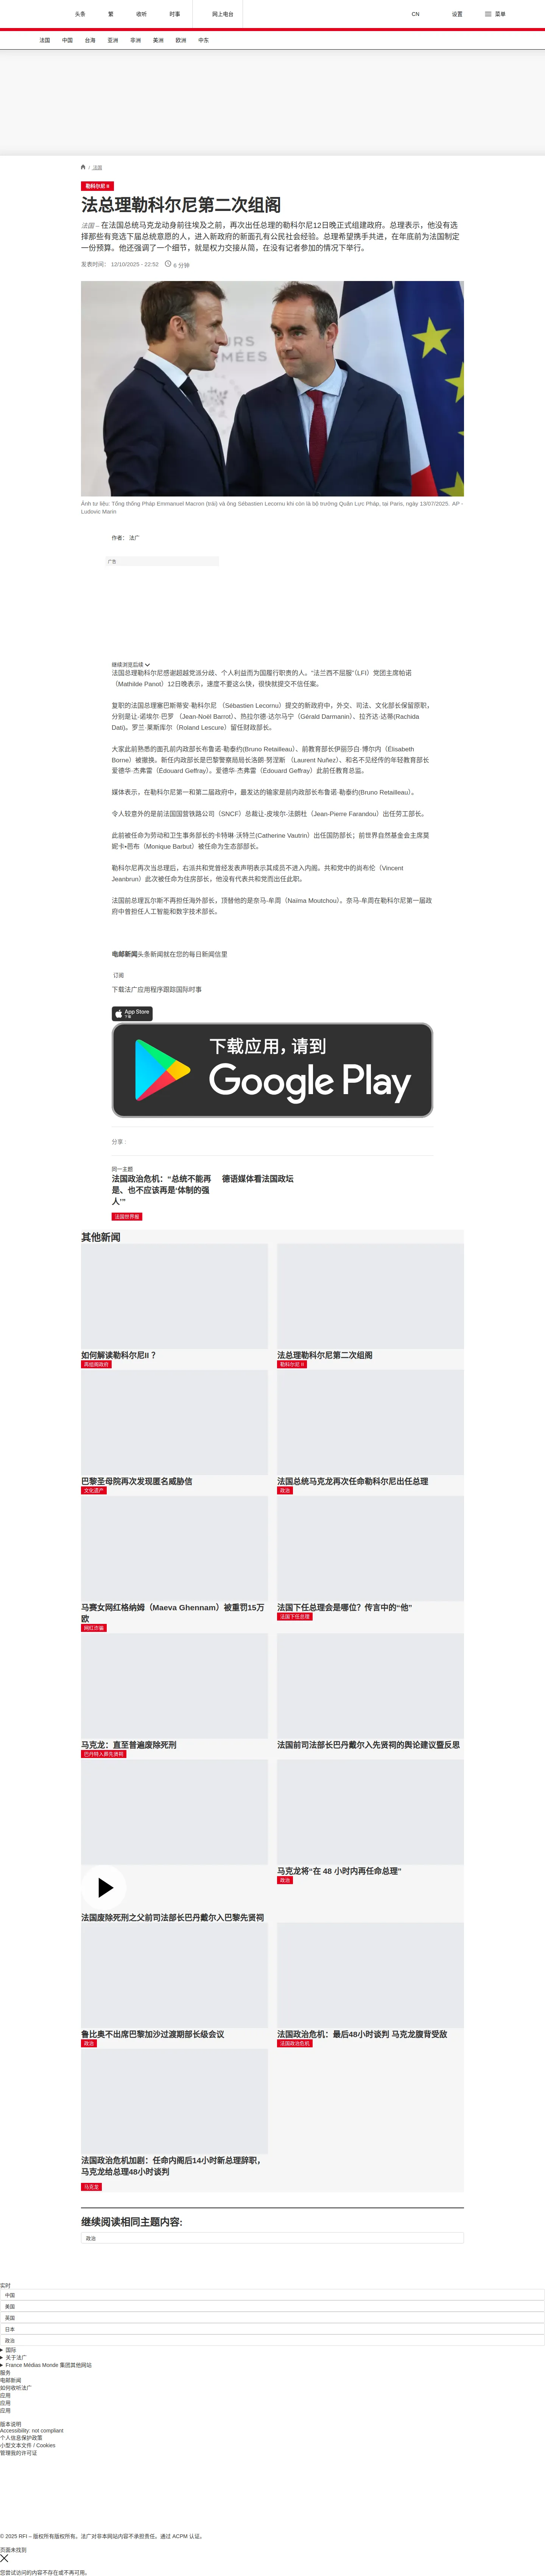 头条
繁
收听
时事
网上电台
CN
设置
菜单
法国
中国
台海
亚洲
非洲
美洲
欧洲
中东
/ 法国
勒科尔尼 II
法总理勒科尔尼第二次组阁
法国 – 在法国总统马克龙动身前往埃及之前，再次出任总理的勒科尔尼12日晚正式组建政府。总理表示，他没有选
择那些有竞选下届总统意愿的人，进入新政府的新面孔有公民社会经验。总理希望携手共进，在年底前为法国制定
一份预算。他还强调了一个细节，就是权力交接从简，在没有记者参加的情况下举行。
发表时间： 12/10/2025 - 22:52
6 分钟
Ảnh tư liệu: Tổng thống Pháp Emmanuel Macron (trái) và ông Sébastien Lecornu khi còn là bộ trưởng Quân Lực Pháp, tại Paris, ngày 13/07/2025. AP -
Ludovic Marin
作者： 法广
广告
继续浏览后续
法国总理勒科尔尼感谢超越党派分歧、个人利益而为国履行职责的人。“法兰西不屈服”（LFI）党团主席帕诺
（Mathilde Panot）12日晚表示，速度不要这么快，很快就提交不信任案。
复职的法国总理塞巴斯蒂安·勒科尔尼 （Sébastien Lecornu）提交的新政府中，外交、司法、文化部长保留原职，
分别是让-诺埃尔·巴罗 （Jean-Noël Barrot）、热拉尔德·达尔马宁（Gérald Darmanin）、拉齐达·达蒂(Rachida
Dati)。罗兰·莱斯库尔（Roland Lescure）留任财政部长。
大家此前熟悉的面孔前内政部长布鲁诺·勒泰约(Bruno Retailleau）、前教育部长伊丽莎白·博尔内（Elisabeth
Borne）被撤换。新任内政部长是巴黎警察局局长洛朗·努涅斯 （Laurent Nuñez）、和名不见经传的年轻教育部长
爱德华·杰弗雷（Édouard Geffray）。爱德华·杰弗雷（Édouard Geffray）此前任教育总监。
媒体表示，在勒科尔尼第一和第二届政府中，最发达的输家是前内政部长布鲁诺·勒泰约(Bruno Retailleau）。
令人较意外的是前法国国营铁路公司（SNCF）总裁让-皮埃尔-法鹏杜（Jean-Pierre Farandou）出任劳工部长。
此前被任命为劳动和卫生事务部长的卡特琳·沃特兰(Catherine Vautrin）出任国防部长；前世界自然基金会主席莫
妮卡•芭布（Monique Barbut）被任命为生态部部长。
勒科尔尼再次当总理后，右派共和党曾经发表声明表示其成员不进入内阁。共和党中的尚布伦（Vincent
Jeanbrun）此次被任命为住房部长，他没有代表共和党而出任此职。
法国前总理瓦尔斯不再担任海外部长，顶替他的是奈马-牟周（Naïma Moutchou）。奈马-牟周在勒科尔尼第一届政
府中曾担任人工智能和数字技术部长。
电邮新闻头条新闻就在您的每日新闻信里
订阅
下载法广应用程序跟踪国际时事
App Store
下载
下载应用，请到
Google Play
分享 :
同一主题
法国政治危机：“总统不能再
是、也不应该再是‘体制的强
人’”
法国世界报
德语媒体看法国政坛
其他新闻
如何解读勒科尔尼II？
再组阁政府
法总理勒科尔尼第二次组阁
勒科尔尼 II
巴黎圣母院再次发现匿名威胁信
文化遗产
法国总统马克龙再次任命勒科尔尼出任总理
政治
马赛女网红格纳姆（Maeva Ghennam）被重罚15万
欧
网红诈骗
法国下任总理会是哪位？传言中的“他”
法国下任总理
马克龙：直至普遍废除死刑
巴丹特入葬先贤祠
法国前司法部长巴丹戴尔入先贤祠的舆论建议暨反思
法国废除死刑之父前司法部长巴丹戴尔入巴黎先贤祠
马克龙将“在 48 小时内再任命总理”
政治
鲁比奥不出席巴黎加沙过渡期部长级会议
政治
法国政治危机：最后48小时谈判 马克龙腹背受敌
法国政治危机
法国政治危机加剧：任命内阁后14小时新总理辞职，
马克龙给总理48小时谈判
马克龙
继续阅读相同主题内容:
政治
实时
中国
美国
英国
日本
政治
国际
关于法广
France Médias Monde 集团其他网站
服务
电邮新闻
如何收听法广
应用
应用
应用
版本说明
Accessibility: not compliant
个人信息保护政策
小型文本文件 / Cookies
管理我的许可证
© 2025 RFI – 版权所有版权所有。法广对非本网站内容不承担责任。通过 ACPM 认证。
页面未找到
您尝试访问的内容不存在或不再可用。